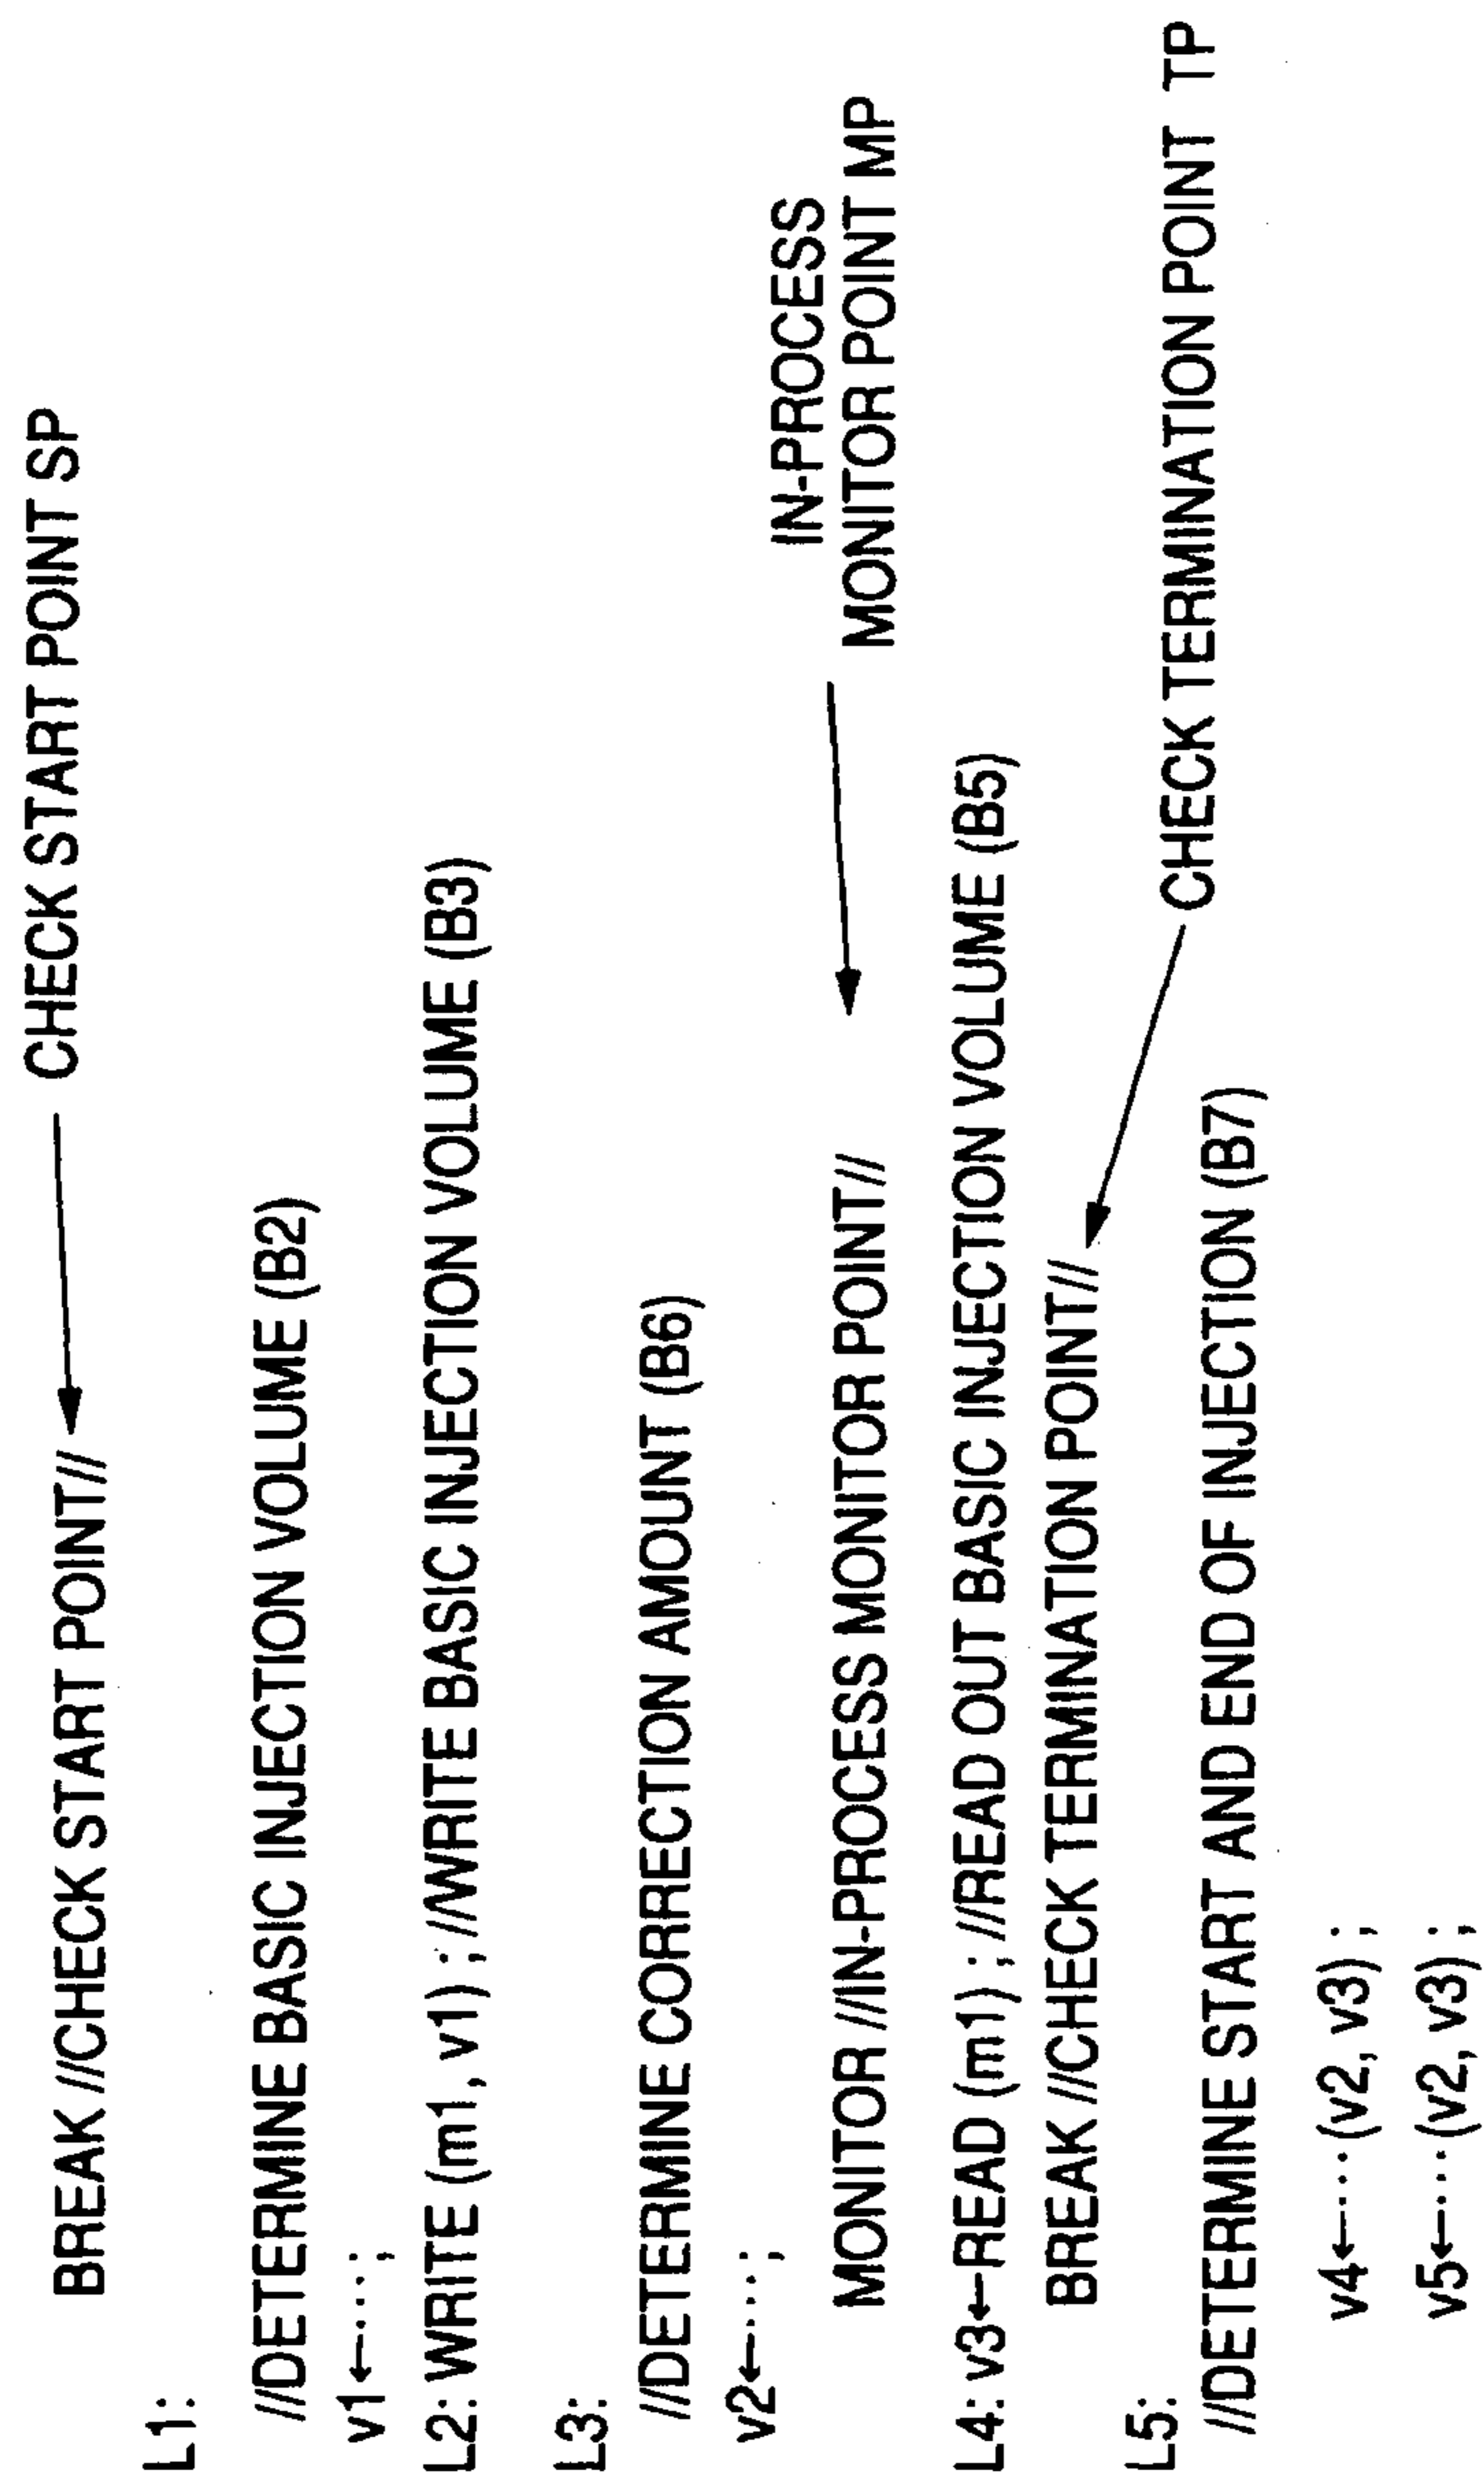 BREAK //CHECK START POINT// ← CHECK START POINT SP
L1:
//DETERMINE BASIC INJECTION VOLUME (B2)
v1←···· ;
L2: WRITE (m1, v1) ; //WRITE BASIC INJECTION VOLUME (B3)
L3:
//DETERMINE CORRECTION AMOUNT (B6)
v2←···· ;
IN-PROCESS
MONITOR //IN-PROCESS MONITOR POINT// ← MONITOR POINT MP
L4: v3←READ (m1) ; //READ OUT BASIC INJECTION VOLUME (B5)
BREAK //CHECK TERMINATION POINT//
CHECK TERMINATION POINT TP
L5:
//DETERMINE START AND END OF INJECTION (B7)
v4←···· (v2, v3) ;
v5←···· (v2, v3) ;